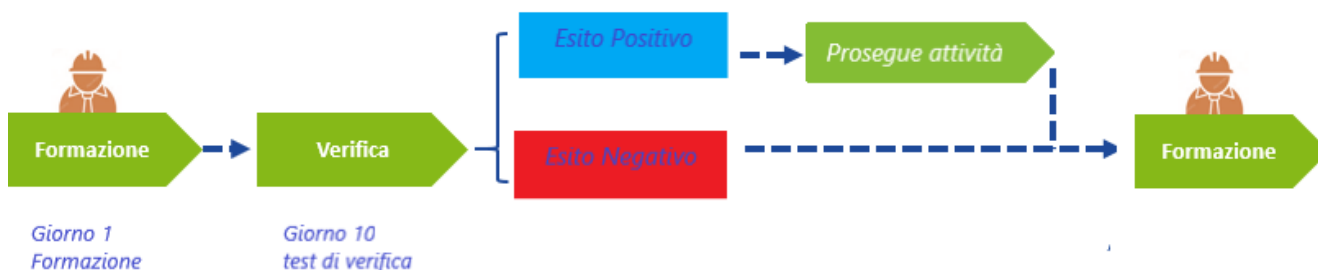 Esito Positivo
Prosegue attività
Formazione
Verifica
Esito Negativo
Formazione
Giorno 1
Formazione
Giorno 10
test di verifica